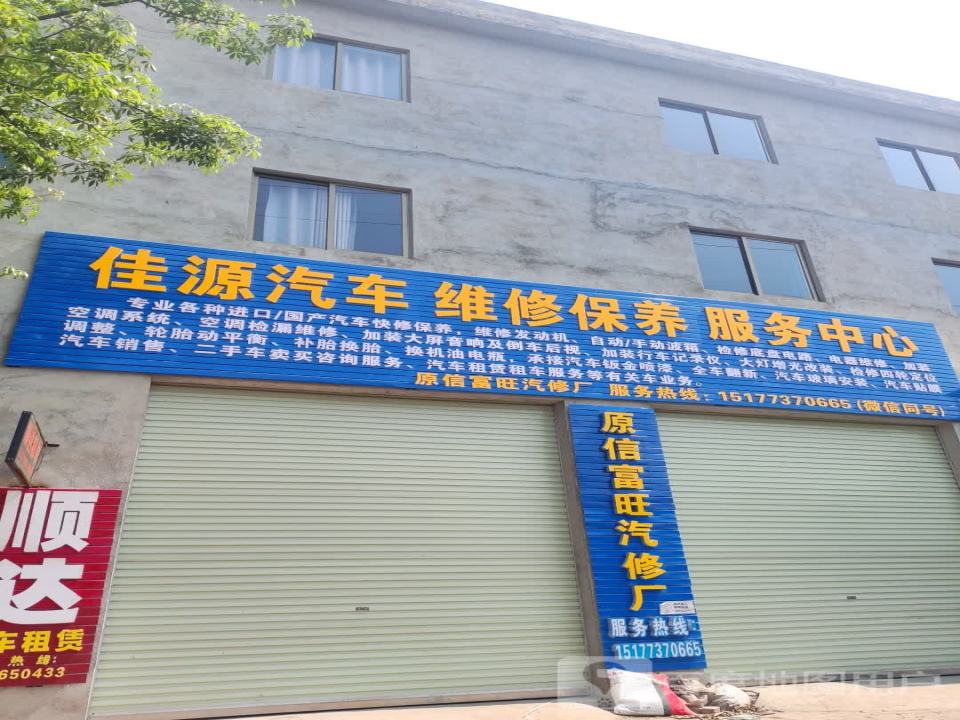 佳源汽车 维修保养 服务中心
专业各种进口/国产汽车快修保养，维修发动机、自动/手动波箱、检修底盘电路、电器维修、加装
空调系统、空调检漏维修、加装大屏音响及倒车后视、加装行车记录仪、大灯增光改装、检修四轮定位
调整、轮胎动平衡、补胎换胎、换机油电瓶，承接汽车钣金喷漆、全车翻新、汽车玻璃安装、汽车贴膜
汽车销售、二手车卖买咨询服务、汽车租赁租车服务等有关车业务。
原信富旺汽修厂 服务热线：15177370665 (微信同号)
原信富旺汽修厂
服务热线:
15177370665
顺达
车租赁
热线:
650433